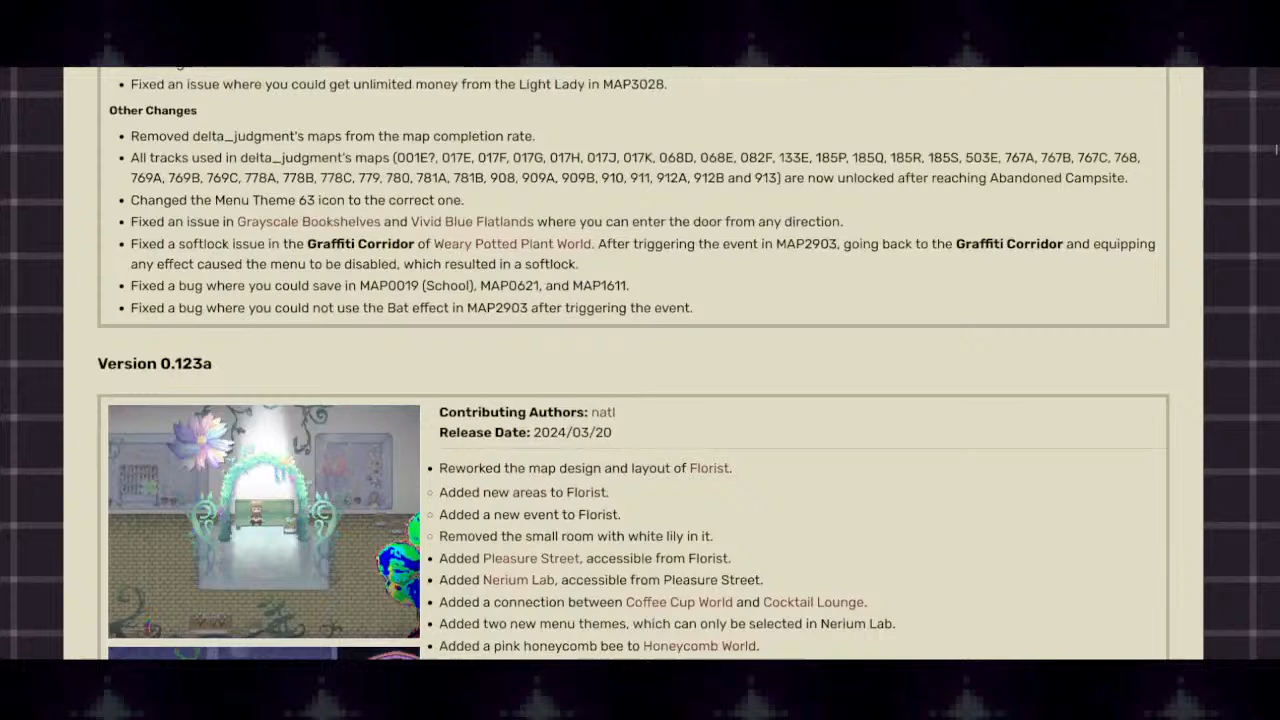 Fixed an issue where you could get unlimited money from the Light Lady in MAP3028.
Other Changes
Removed delta_judgment's maps from the map completion rate.
All tracks used in delta_judgment's maps (001E?, 017E, 017F, 017G, 017H, 017J, 017K, 068D, 068E, 082F, 133E, 185P, 185Q, 185R, 185S, 503E, 767A, 767B, 767C, 768,
769A, 769B, 769C, 778A, 778B, 778C, 779, 780, 781A, 781B, 908, 909A, 909B, 910, 911, 912A, 912B and 913) are now unlocked after reaching Abandoned Campsite.
Changed the Menu Theme 63 icon to the correct one.
Fixed an issue in Grayscale Bookshelves and Vivid Blue Flatlands where you can enter the door from any direction.
Fixed a softlock issue in the Graffiti Corridor of Weary Potted Plant World. After triggering the event in MAP2903, going back to the Graffiti Corridor and equipping
any effect caused the menu to be disabled, which resulted in a softlock.
Fixed a bug where you could save in MAP0019 (School), MAP0621, and MAP1611.
Fixed a bug where you could not use the Bat effect in MAP2903 after triggering the event.
Version 0.123a
Contributing Authors: natl
Release Date: 2024/03/20
Reworked the map design and layout of Florist.
Added new areas to Florist.
Added a new event to Florist.
Removed the small room with white lily in it.
Added Pleasure Street, accessible from Florist.
Added Nerium Lab, accessible from Pleasure Street.
Added a connection between Coffee Cup World and Cocktail Lounge.
Added two new menu themes, which can only be selected in Nerium Lab.
Added a pink honeycomb bee to Honeycomb World.